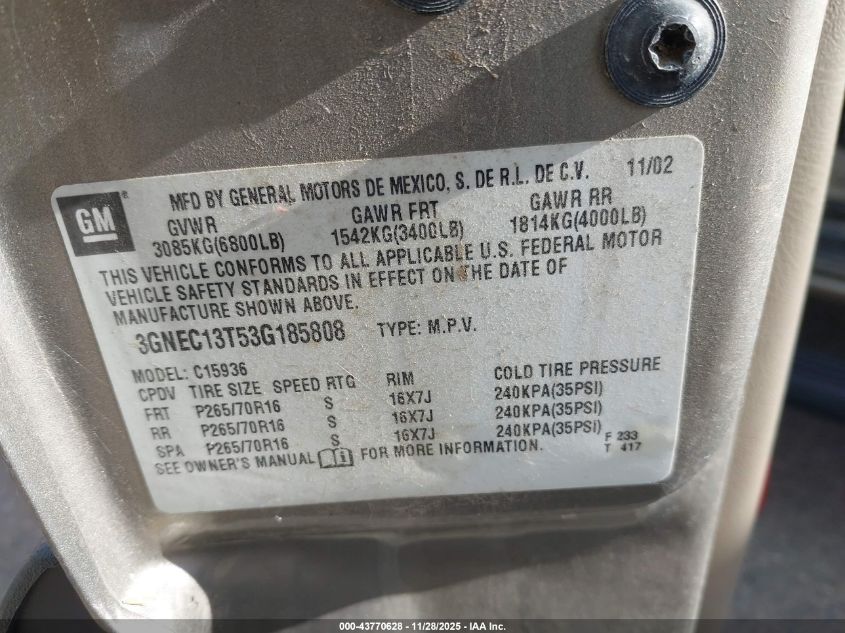 MFD BY GENERAL MOTORS DE MEXICO, S. DE R.L. DE C.V. 11/02
GM
GVWR GAWR FRT GAWR RR
3085KG(6800LB) 1542KG(3400LB) 1814KG(4000LB)
THIS VEHICLE CONFORMS TO ALL APPLICABLE U.S. FEDERAL MOTOR
VEHICLE SAFETY STANDARDS IN EFFECT ON THE DATE OF
MANUFACTURE SHOWN ABOVE.
3GNEC13T53G185808 TYPE: M.P.V.
MODEL: C15936
CPDV TIRE SIZE SPEED RTG RIM COLD TIRE PRESSURE
FRT P265/70R16 S 16X7J 240KPA(35PSI)
RR P265/70R16 S 16X7J 240KPA(35PSI)
SPA P265/70R16 S 16X7J 240KPA(35PSI)
SEE OWNER'S MANUAL i FOR MORE INFORMATION.
F 233
T 417
000-43770628 | 11/28/2025 - IAA Inc.